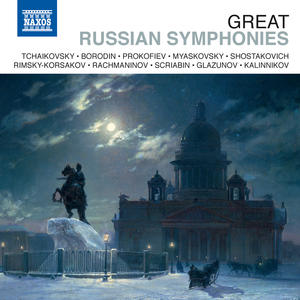 NAXOS
GREAT
RUSSIAN SYMPHONIES
TCHAIKOVSKY • BORODIN • PROKOFIEV • MYASKOVSKY • SHOSTAKOVICH
RIMSKY-KORSAKOV • RACHMANINOV • SCRIABIN • GLAZUNOV • KALINNIKOV